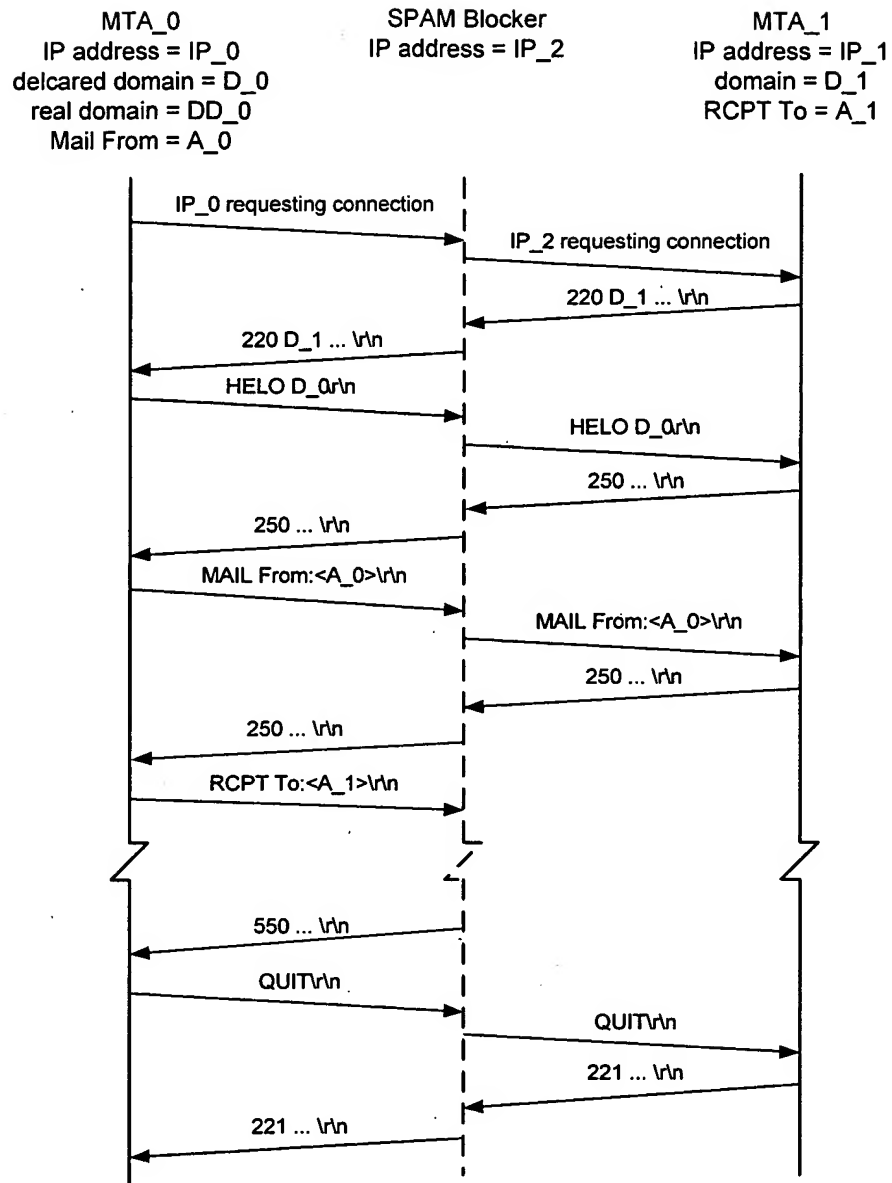 MTA_0
IP address = IP_0
delcared domain = D_0
real domain = DD_0
Mail From = A_0
SPAM Blocker
IP address = IP_2
MTA_1
IP address = IP_1
domain = D_1
RCPT To = A_1
IP_0 requesting connection
IP_2 requesting connection
220 D_1 ... \r\n
220 D_1 ... \r\n
HELO D_0r\n
HELO D_0r\n
250 ... \r\n
250 ... \r\n
MAIL From:<A_0>\r\n
MAIL From:<A_0>\r\n
250 ... \r\n
250 ... \r\n
RCPT To:<A_1>\r\n
550 ... \r\n
QUIT\r\n
QUIT\r\n
221 ... \r\n
221 ... \r\n